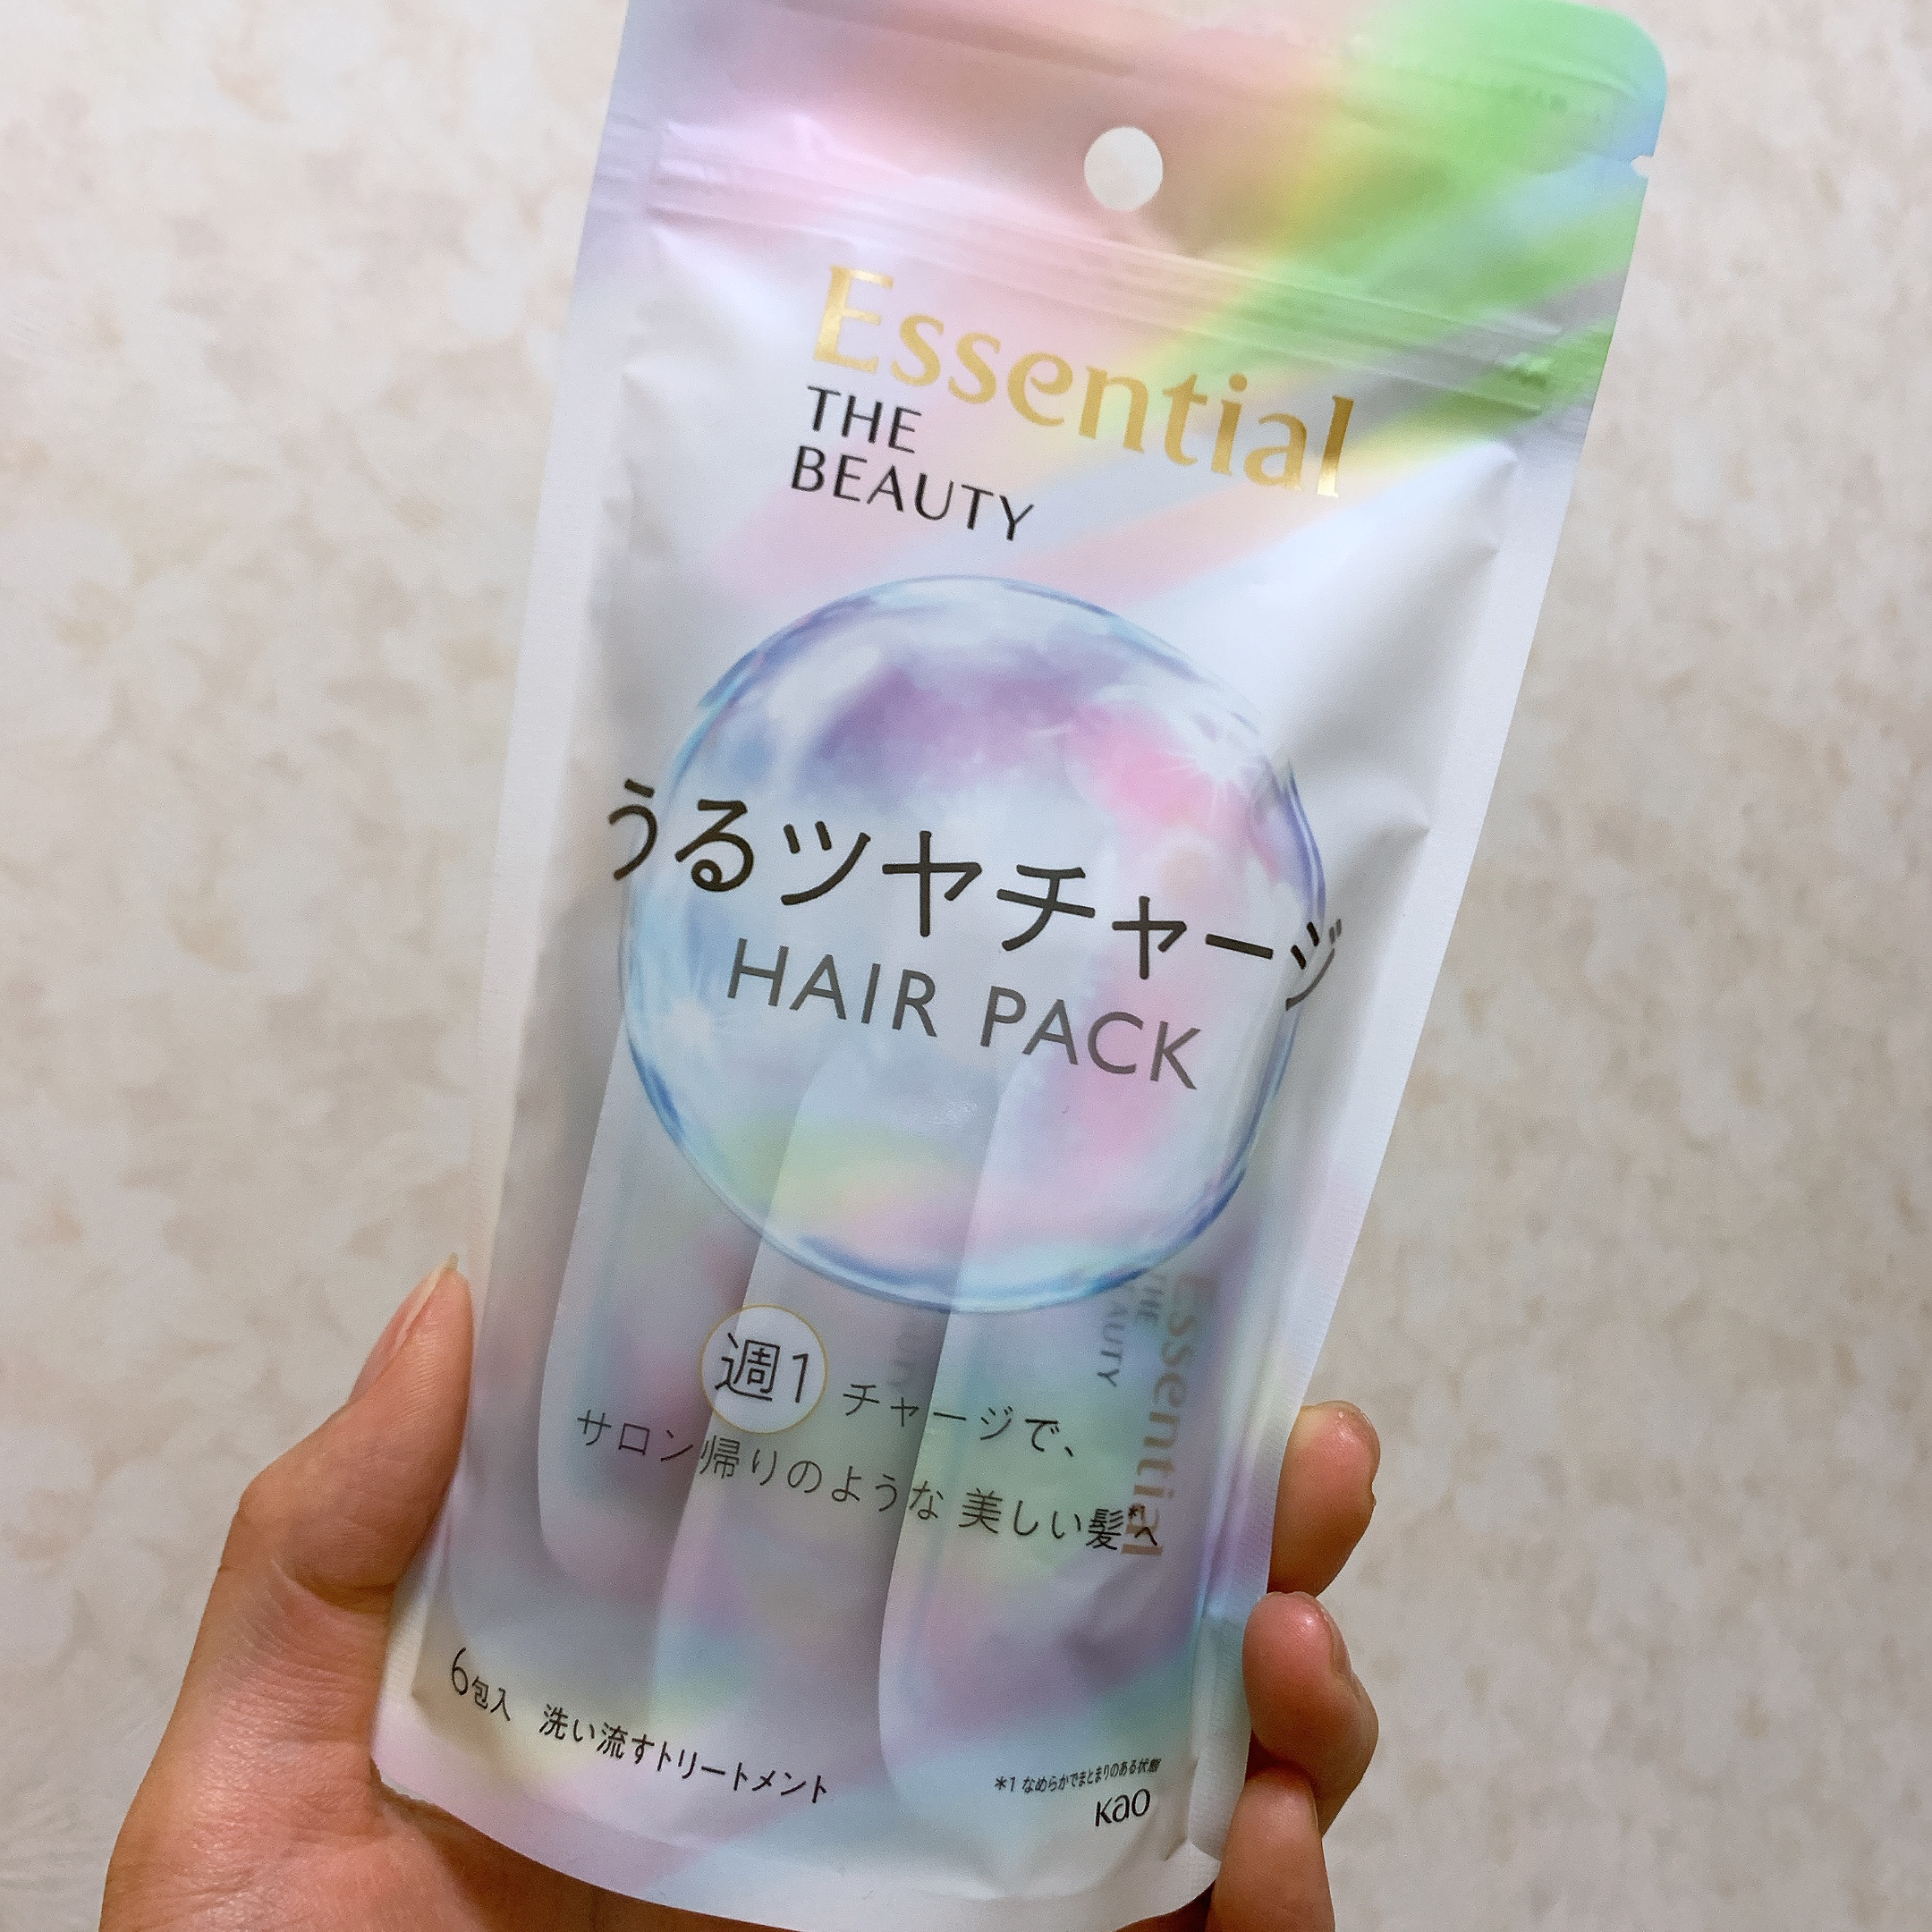 Essential
THE
BEAUTY
うるツヤチャージ
HAIR PACK
週1 チャージで、
サロン帰りのような 美しい髪*1へ
Essential
THE
BEAUTY
6包入 洗い流すトリートメント
*1 なめらかでまとまりのある状態
Kao